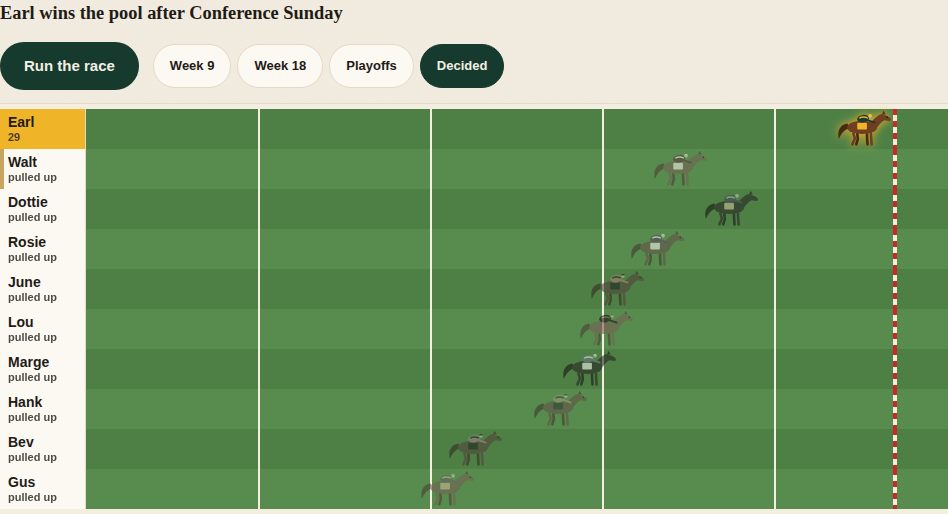 Earl wins the pool after Conference Sunday
Run the race
Week 9
Week 18
Playoffs
Decided
Earl
29
Walt
pulled up
Dottie
pulled up
Rosie
pulled up
June
pulled up
Lou
pulled up
Marge
pulled up
Hank
pulled up
Bev
pulled up
Gus
pulled up